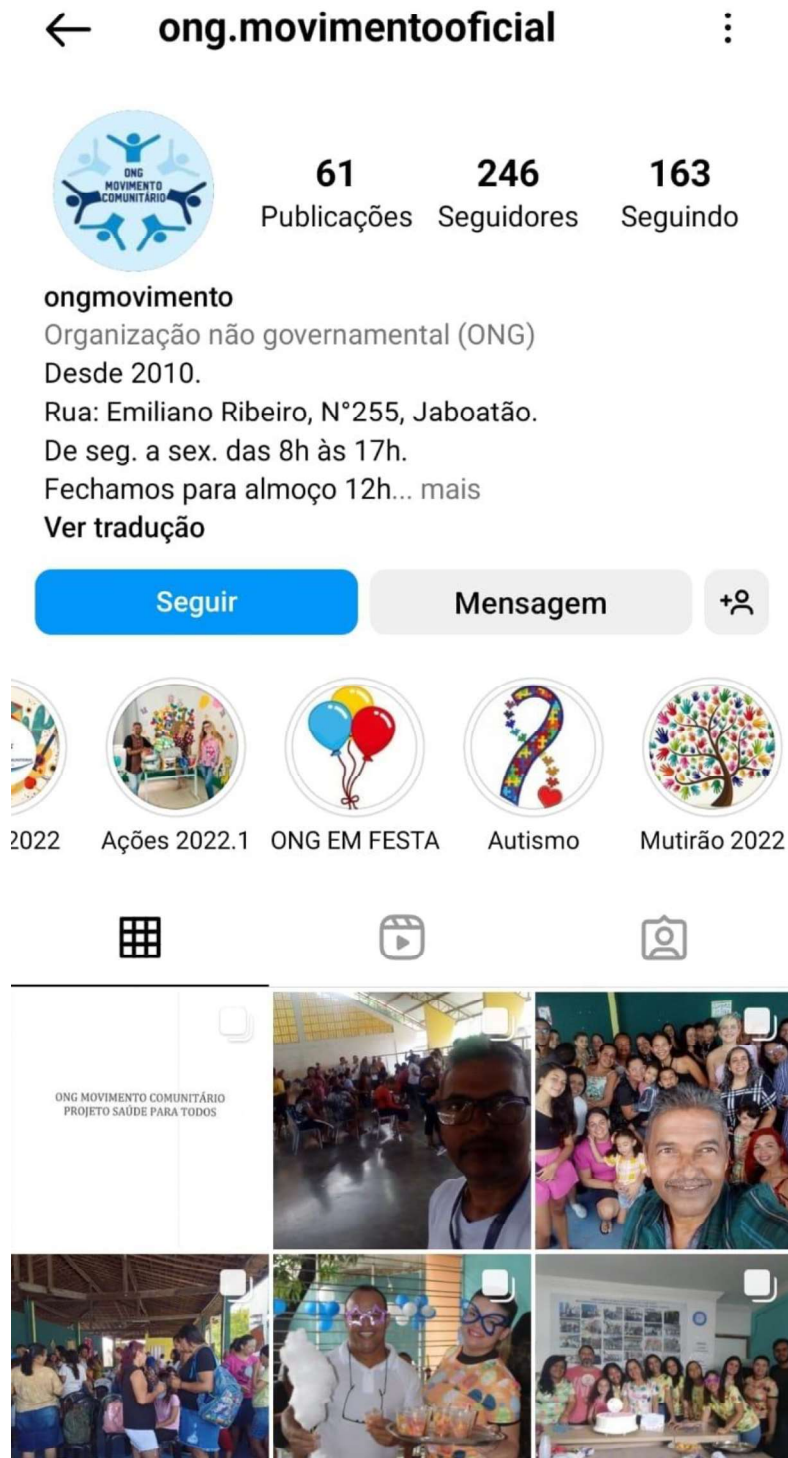 ong.movimentooficial
ONG
MOVIMENTO
COMUNITÁRIO
61
Publicações
246
Seguidores
163
Seguindo
ongmovimento
Organização não governamental (ONG)
Desde 2010.
Rua: Emiliano Ribeiro, N°255, Jaboatão.
De seg. a sex. das 8h às 17h.
Fechamos para almoço 12h... mais
Ver tradução
Seguir
Mensagem
2022
Ações 2022.1
ONG EM FESTA
Autismo
Mutirão 2022
ONG MOVIMENTO COMUNITÁRIO
PROJETO SAÚDE PARA TODOS